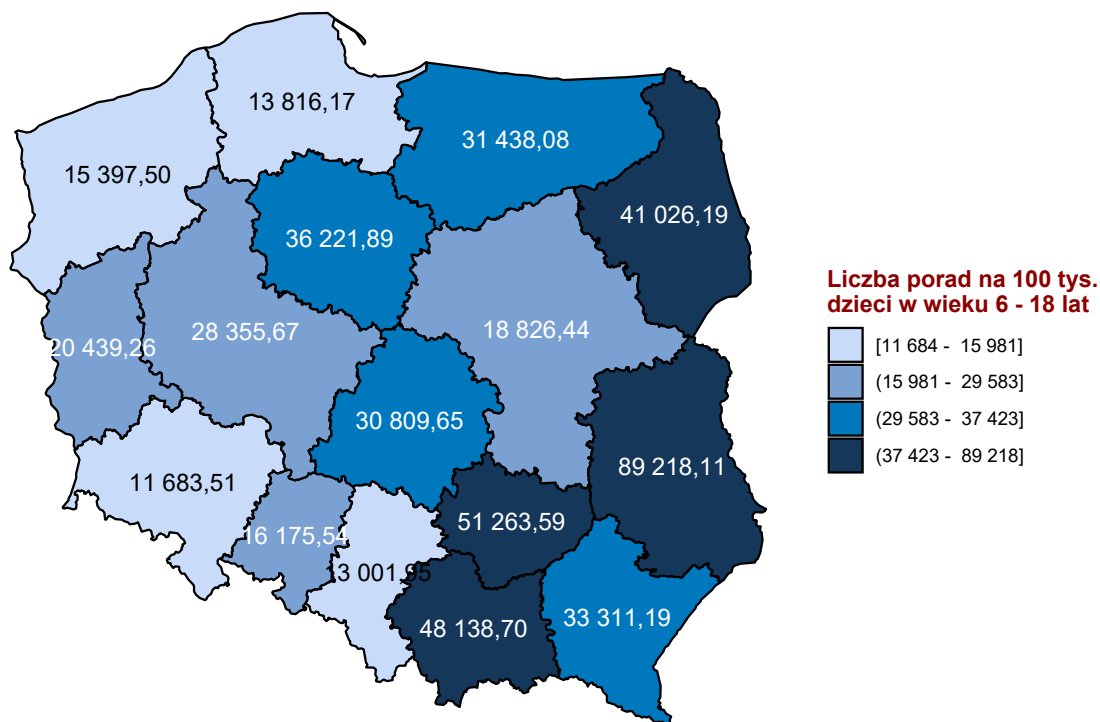 13 816,17
31 438,08
15 397,50
41 026,19
36 221,89
Liczba porad na 100 tys.
dzieci w wieku 6 - 18 lat
28 355,67
18 826,44
20 439,26
[11 684 - 15 981]
(15 981 - 29 583]
(29 583 - 37 423]
(37 423 - 89 218]
30 809,65
89 218,11
11 683,51
51 263,59
16 175,54
3 001,95
33 311,19
48 138,70